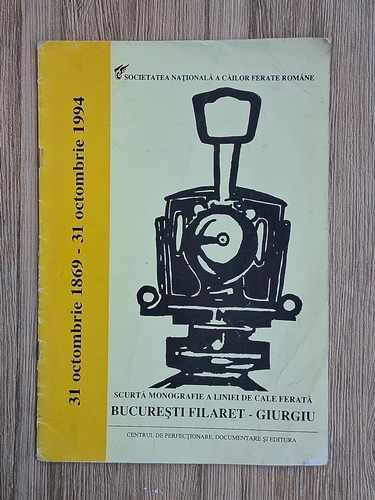 SOCIETATEA NAȚIONALĂ A CĂILOR FERATE ROMÂNE
31 octombrie 1869 - 31 octombrie 1994
SCURTĂ MONOGRAFIE A LINIEI DE CALE FERATĂ
BUCUREȘTI FILARET - GIURGIU
CENTRUL DE PERFECȚIONARE, DOCUMENTARE ȘI EDITURA